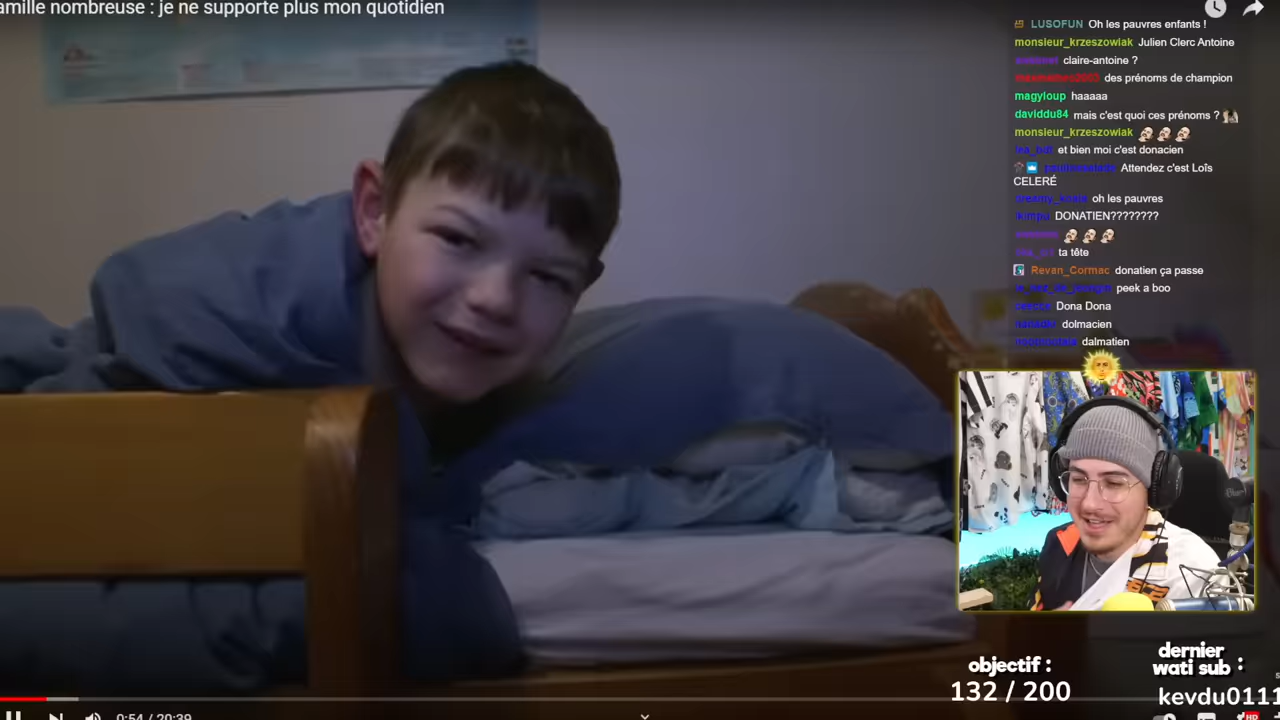 amille nombreuse : je ne supporte plus mon quotidien
LUSOFUN Oh les pauvres enfants !
monsieur_krzeszowiak Julien Clerc Antoine
claire-antoine ?
des prénoms de champion
magyloup haaaaa
daviddu84 mais c'est quoi ces prénoms ?
monsieur_krzeszowiak
et bien moi c'est donacien
Attendez c'est Loîs
CELERÉ
oh les pauvres
DONATIEN????????
ta tête
Revan_Cormac donatien ça passe
peek a boo
Dona Dona
dolmacien
dalmatien
objectif :
132 / 200
dernier
wati sub :
kevdu0111
0:54 / 20:39
HD